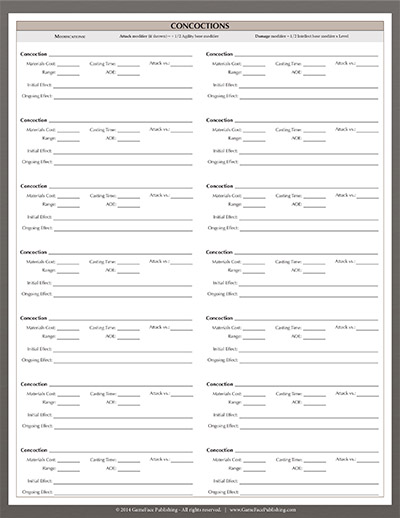 CONCOCTIONS
MODIFICATIONS: Attack modifier (if thrown) = + 1/2 Agility base modifier Damage modifier = 1/2 Intellect base modifier x Level
Concoction
Materials Cost: Casting Time: Attack vs.:
Range: AOE:
Initial Effect:
Ongoing Effect:
Concoction
Materials Cost: Casting Time: Attack vs.:
Range: AOE:
Initial Effect:
Ongoing Effect:
Concoction
Materials Cost: Casting Time: Attack vs.:
Range: AOE:
Initial Effect:
Ongoing Effect:
Concoction
Materials Cost: Casting Time: Attack vs.:
Range: AOE:
Initial Effect:
Ongoing Effect:
Concoction
Materials Cost: Casting Time: Attack vs.:
Range: AOE:
Initial Effect:
Ongoing Effect:
Concoction
Materials Cost: Casting Time: Attack vs.:
Range: AOE:
Initial Effect:
Ongoing Effect:
Concoction
Materials Cost: Casting Time: Attack vs.:
Range: AOE:
Initial Effect:
Ongoing Effect:
Concoction
Materials Cost: Casting Time: Attack vs.:
Range: AOE:
Initial Effect:
Ongoing Effect:
Concoction
Materials Cost: Casting Time: Attack vs.:
Range: AOE:
Initial Effect:
Ongoing Effect:
Concoction
Materials Cost: Casting Time: Attack vs.:
Range: AOE:
Initial Effect:
Ongoing Effect:
Concoction
Materials Cost: Casting Time: Attack vs.:
Range: AOE:
Initial Effect:
Ongoing Effect:
Concoction
Materials Cost: Casting Time: Attack vs.:
Range: AOE:
Initial Effect:
Ongoing Effect:
Concoction
Materials Cost: Casting Time: Attack vs.:
Range: AOE:
Initial Effect:
Ongoing Effect:
Concoction
Materials Cost: Casting Time: Attack vs.:
Range: AOE:
Initial Effect:
Ongoing Effect:
© 2014 GameFace Publishing - All rights reserved. | www.GameFacePublishing.com